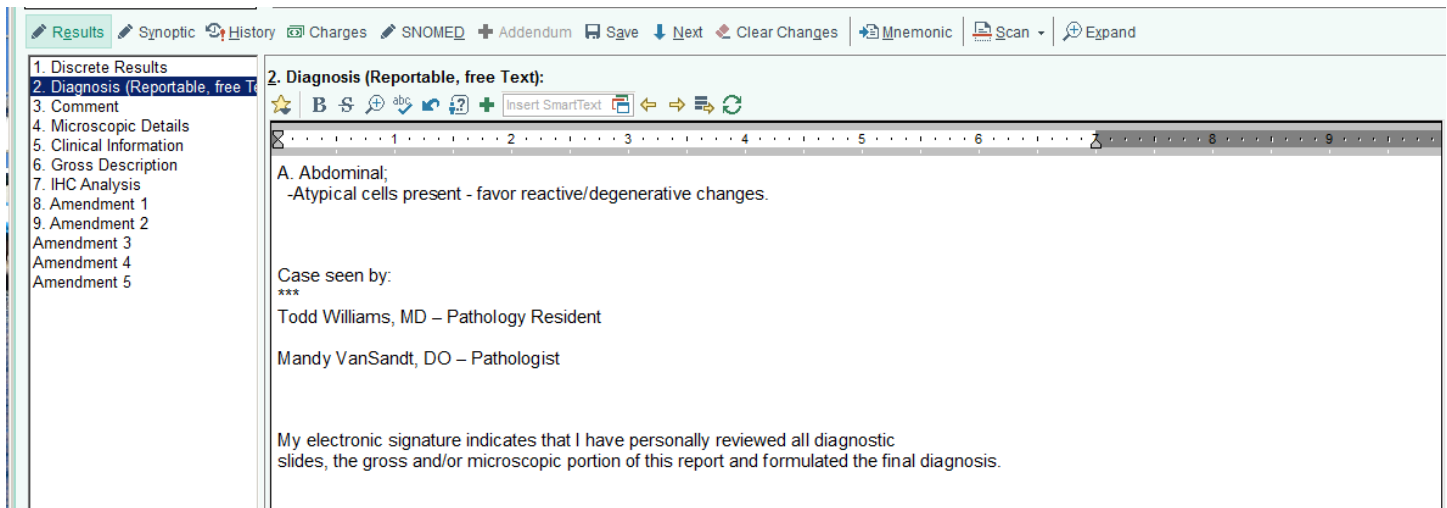 Results Synoptic History Charges SNOMED Addendum Save Next Clear Changes Mnemonic Scan Expand
1. Discrete Results
2. Diagnosis (Reportable, free Te
3. Comment
4. Microscopic Details
5. Clinical Information
6. Gross Description
7. IHC Analysis
8. Amendment 1
9. Amendment 2
Amendment 3
Amendment 4
Amendment 5
2. Diagnosis (Reportable, free Text):
B S abc Insert SmartText
1 2 3 4 5 6 7 8 9
A. Abdominal;
-Atypical cells present - favor reactive/degenerative changes.
Case seen by:
***
Todd Williams, MD – Pathology Resident
Mandy VanSandt, DO – Pathologist
My electronic signature indicates that I have personally reviewed all diagnostic
slides, the gross and/or microscopic portion of this report and formulated the final diagnosis.